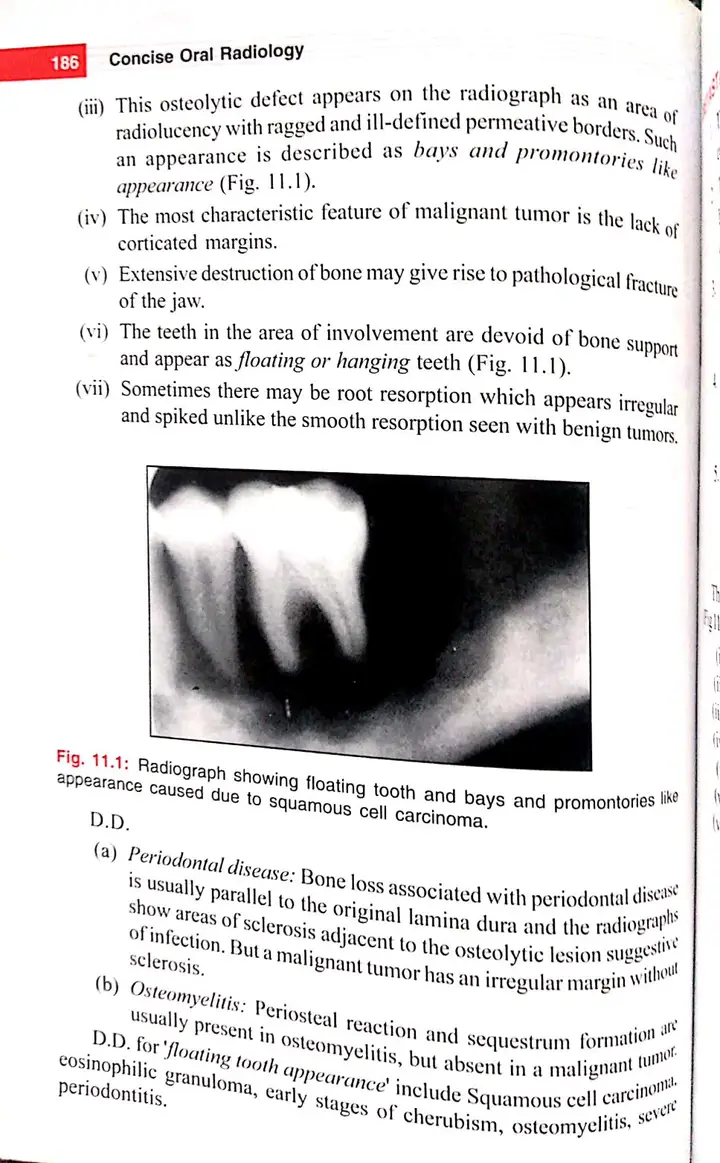 186 Concise Oral Radiology
(iii) This osteolytic defect appears on the radiograph as an area of
radiolucency with ragged and ill-defined permeative borders. Such
an appearance is described as bays and promontories like
appearance (Fig. 11.1).
(iv) The most characteristic feature of malignant tumor is the lack of
corticated margins.
(v) Extensive destruction of bone may give rise to pathological fracture
of the jaw.
(vi) The teeth in the area of involvement are devoid of bone support
and appear as floating or hanging teeth (Fig. 11.1).
(vii) Sometimes there may be root resorption which appears irregular
and spiked unlike the smooth resorption seen with benign tumors.
Fig. 11.1: Radiograph showing floating tooth and bays and promontories like
appearance caused due to squamous cell carcinoma.
D.D.
(a) Periodontal disease: Bone loss associated with periodontal disease
is usually parallel to the original lamina dura and the radiographs
show areas of sclerosis adjacent to the osteolytic lesion suggestive
of infection. But a malignant tumor has an irregular margin without
sclerosis.
(b) Osteomyelitis: Periosteal reaction and sequestrum formation are
usually present in osteomyelitis, but absent in a malignant tumor.
D.D. for 'floating tooth appearance' include Squamous cell carcinoma.
eosinophilic granuloma, early stages of cherubism, osteomyelitis, severe
periodontitis.